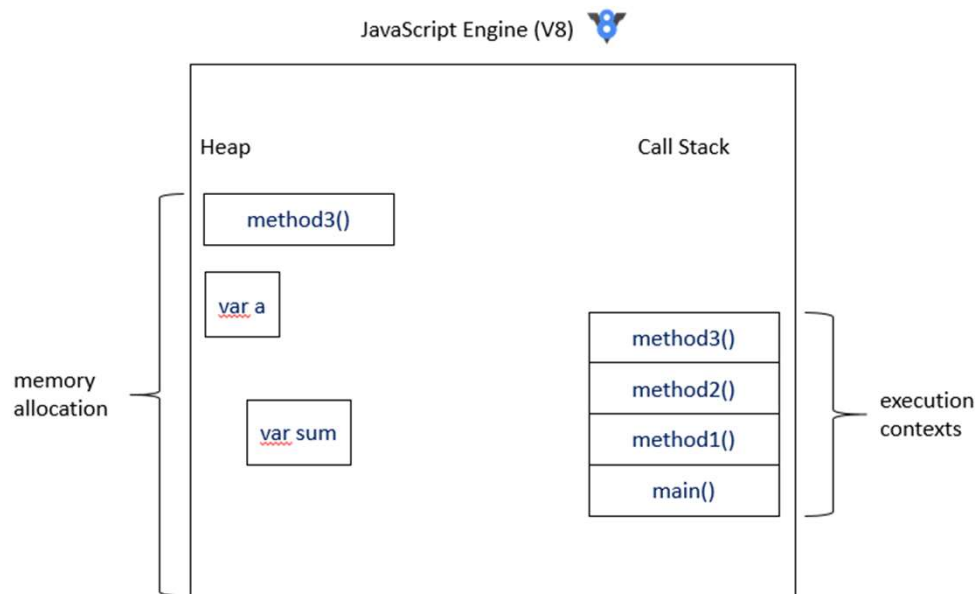 JavaScript Engine (V8)
Heap
Call Stack
method3()
var a
var sum
method3()
method2()
method1()
main()
memory
allocation
execution
contexts